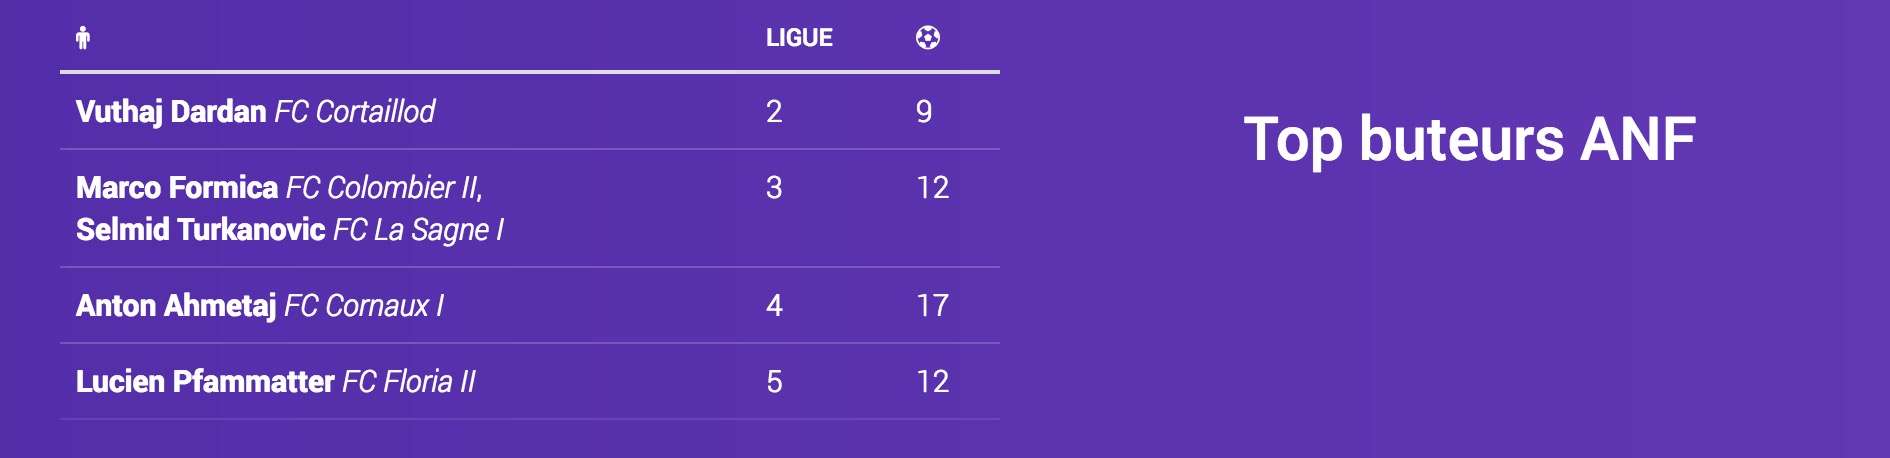 LIGUE
Vuthaj Dardan FC Cortaillod 2 9
Marco Formica FC Colombier II, 3 12
Selmid Turkanovic FC La Sagne I
Anton Ahmetaj FC Cornaux I 4 17
Lucien Pfammatter FC Floria II 5 12
Top buteurs ANF